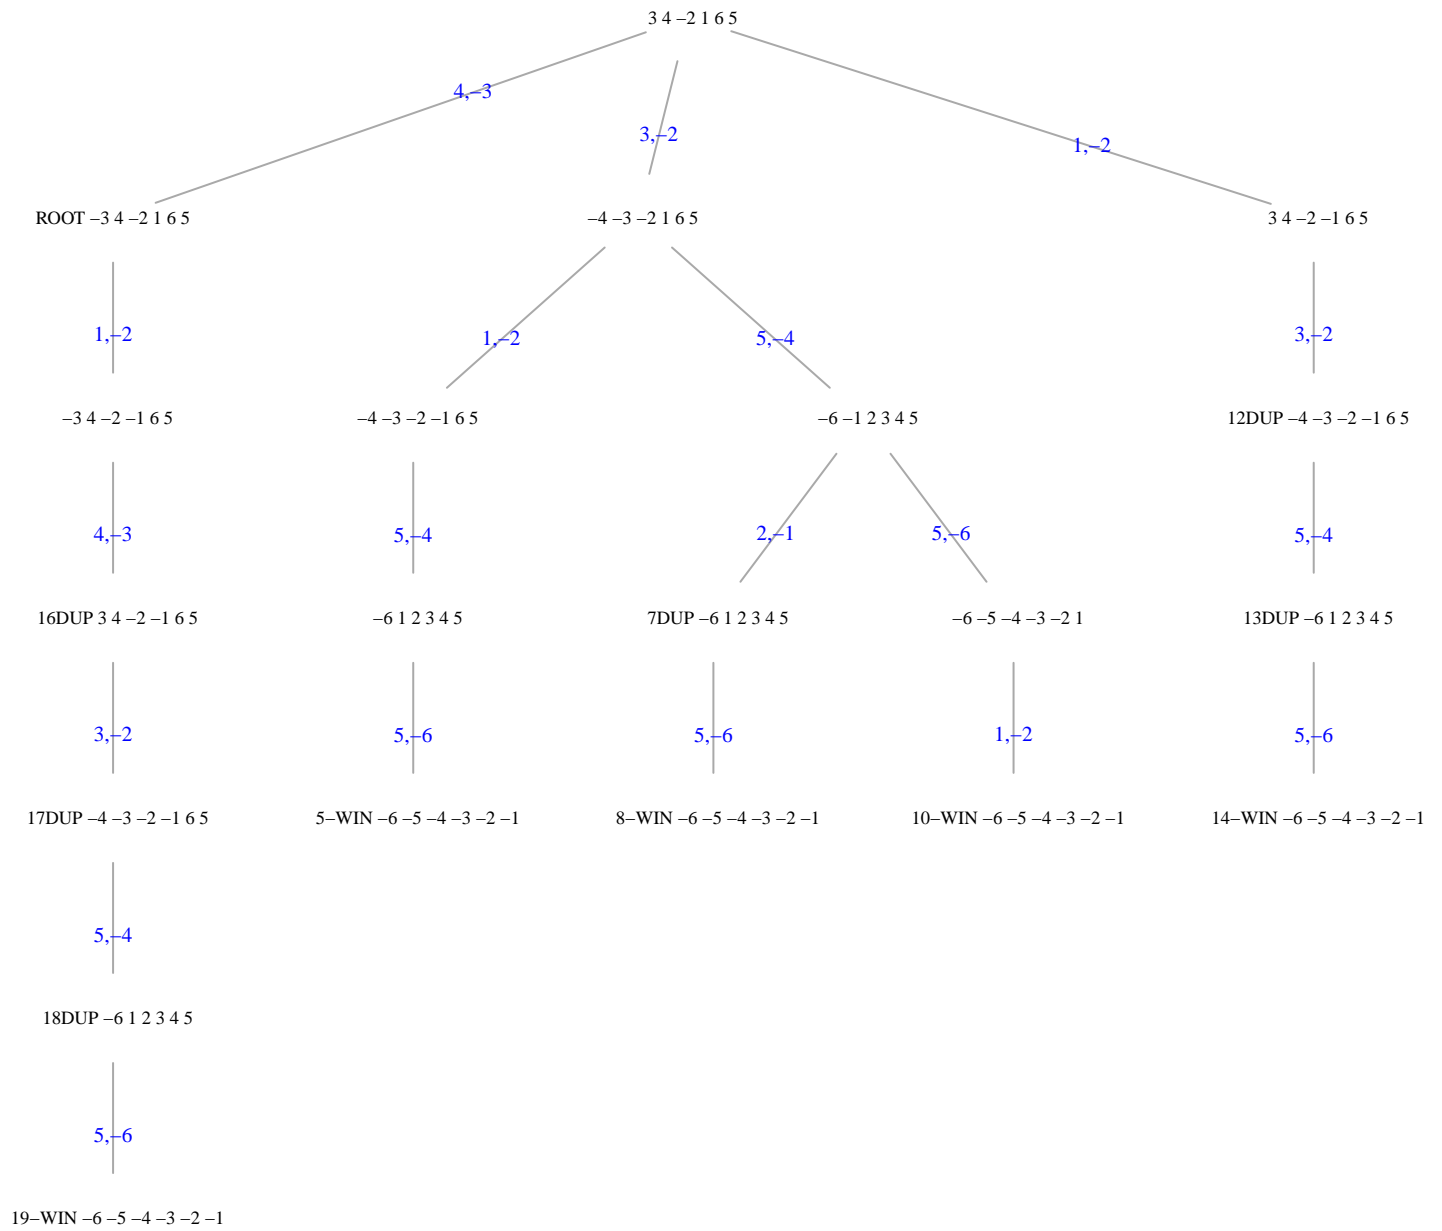 3 4 –2 1 6 5
4,–3
3,–2
1,–2
ROOT –3 4 –2 1 6 5
–4 –3 –2 1 6 5
3 4 –2 –1 6 5
1,–2
1,–2
5,–4
3,–2
–3 4 –2 –1 6 5
–4 –3 –2 –1 6 5
–6 –1 2 3 4 5
12DUP –4 –3 –2 –1 6 5
4,–3
5,–4
2,–1
5,–6
5,–4
16DUP 3 4 –2 –1 6 5
–6 1 2 3 4 5
7DUP –6 1 2 3 4 5
–6 –5 –4 –3 –2 1
13DUP –6 1 2 3 4 5
3,–2
5,–6
5,–6
1,–2
5,–6
17DUP –4 –3 –2 –1 6 5
5–WIN –6 –5 –4 –3 –2 –1
8–WIN –6 –5 –4 –3 –2 –1
10–WIN –6 –5 –4 –3 –2 –1
14–WIN –6 –5 –4 –3 –2 –1
5,–4
18DUP –6 1 2 3 4 5
5,–6
19–WIN –6 –5 –4 –3 –2 –1